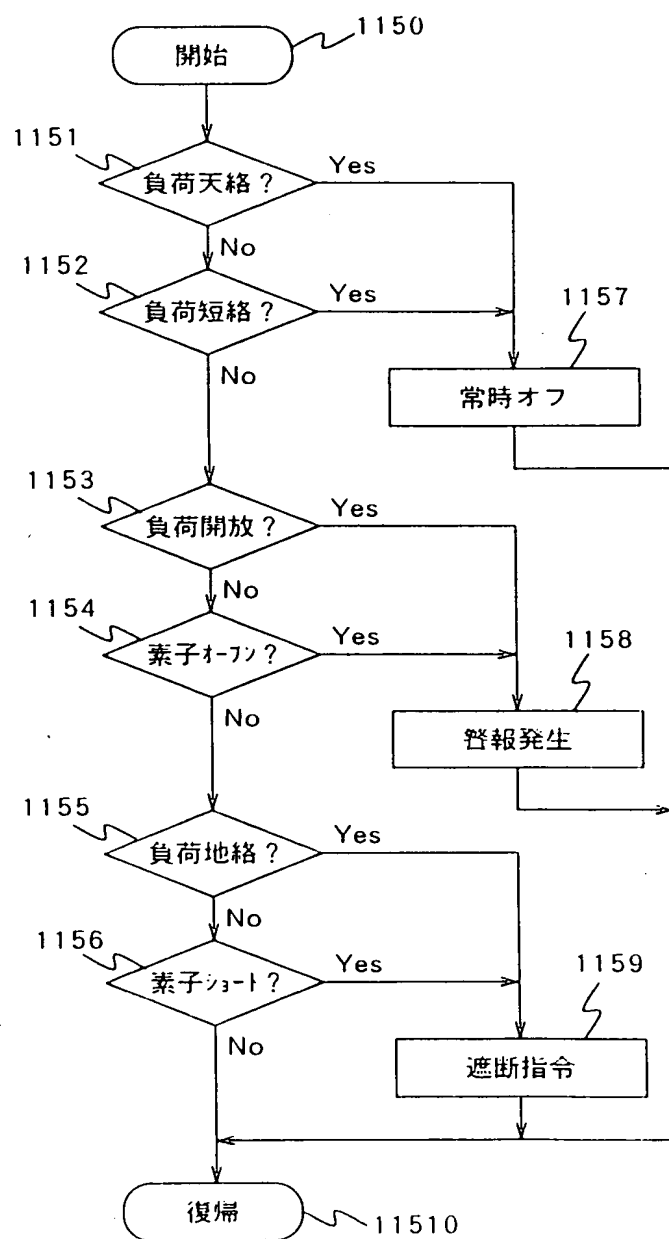 開始
1150
1151
負荷天絡?
Yes
No
1152
負荷短絡?
Yes
No
1157
常時オフ
1153
負荷開放?
Yes
No
1154
素子オープン?
Yes
No
1158
警報発生
1155
負荷地絡?
Yes
No
1156
素子ショート?
Yes
No
1159
遮断指令
復帰
11510